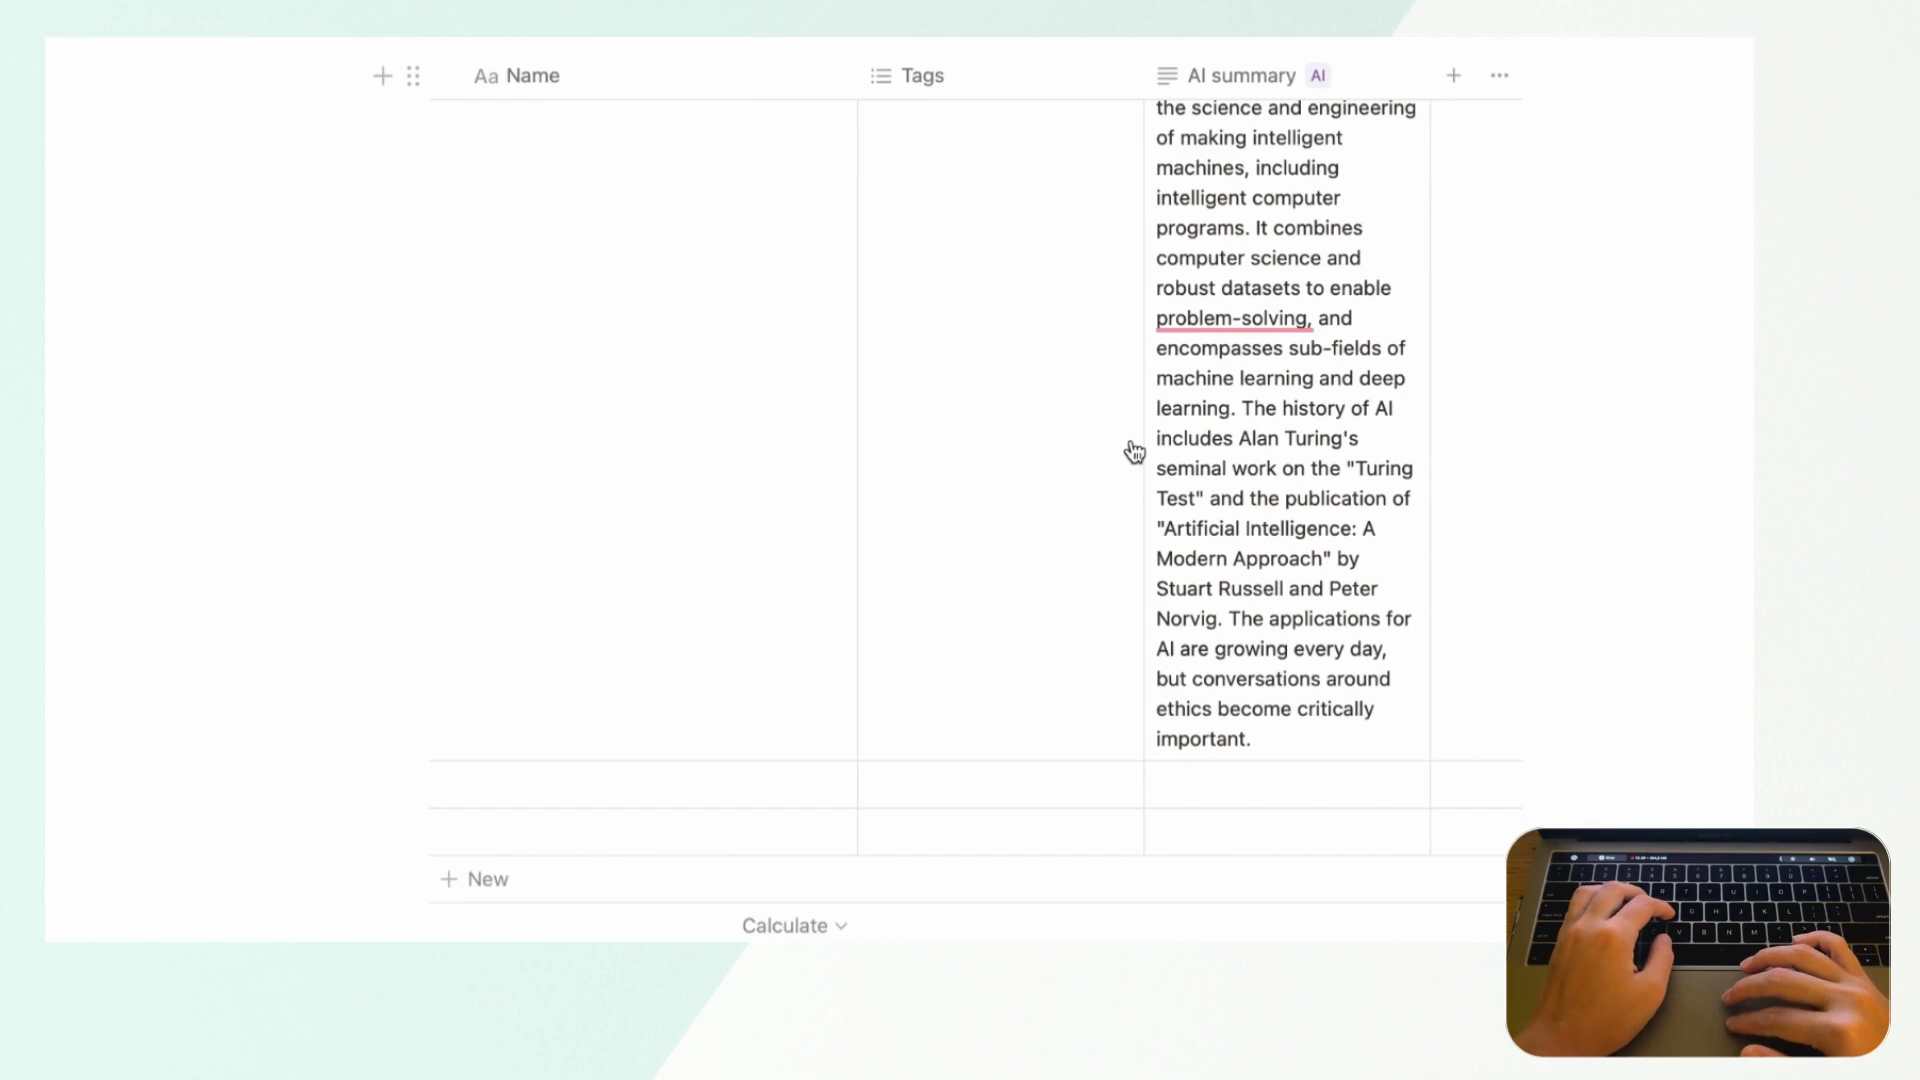 Aa Name
Tags
AI summary AI
the science and engineering
of making intelligent
machines, including
intelligent computer
programs. It combines
computer science and
robust datasets to enable
problem-solving, and
encompasses sub-fields of
machine learning and deep
learning. The history of AI
includes Alan Turing's
seminal work on the "Turing
Test" and the publication of
"Artificial Intelligence: A
Modern Approach" by
Stuart Russell and Peter
Norvig. The applications for
AI are growing every day,
but conversations around
ethics become critically
important.
New
Calculate